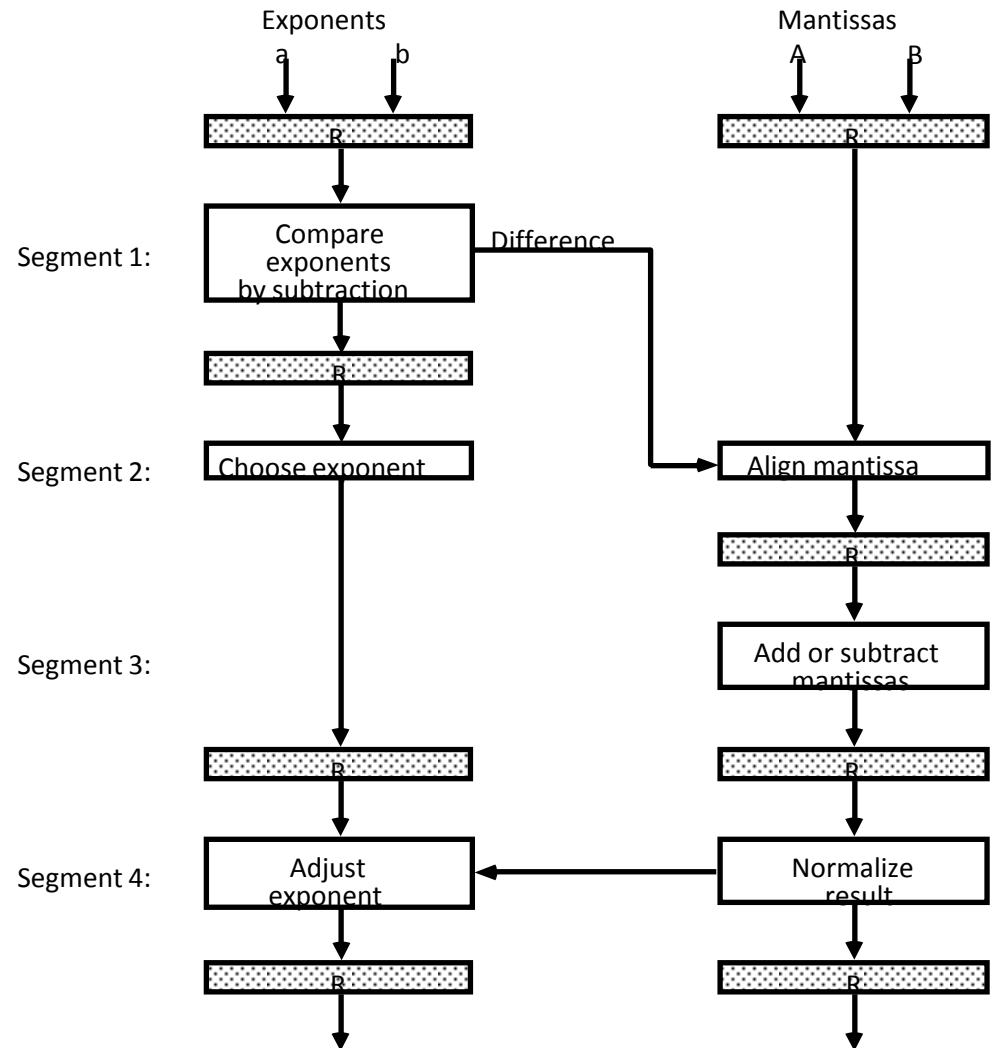 Exponents
a b
Mantissas
A B
R
R
Segment 1:
Compare
exponents
by subtraction
Difference
R
Segment 2:
Choose exponent
Align mantissa
R
Segment 3:
Add or subtract
mantissas
R
R
Segment 4:
Adjust
exponent
Normalize
result
R
R